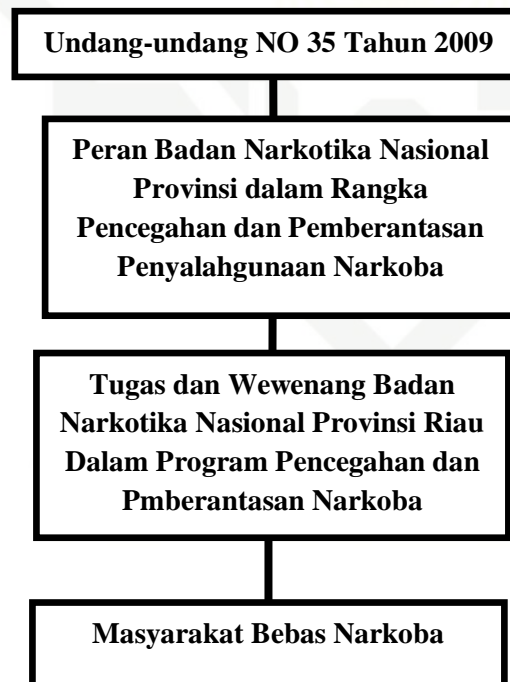 Undang-undang NO 35 Tahun 2009
Peran Badan Narkotika Nasional
Provinsi dalam Rangka
Pencegahan dan Pemberantasan
Penyalahgunaan Narkoba
Tugas dan Wewenang Badan
Narkotika Nasional Provinsi Riau
Dalam Program Pencegahan dan
Pmberantasan Narkoba
Masyarakat Bebas Narkoba